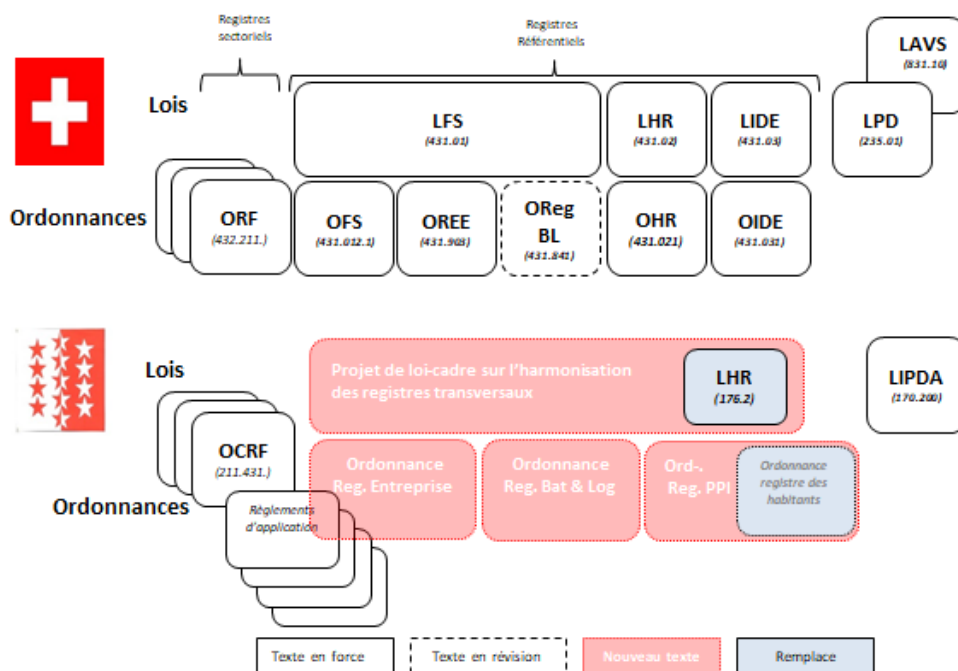 Registres
sectoriels
Registres
Référentiels
LAVS
(831.10)
Lois
LFS
(431.01)
LHR
(431.02)
LIDE
(431.03)
LPD
(235.01)
Ordonnances
ORF
(432.211.)
OFS
(431.012.1)
OREE
(431.903)
OReg
BL
(431.841)
OHR
(431.021)
OIDE
(431.031)
Lois
Projet de loi-cadre sur l'harmonisation
des registres transversaux
LHR
(176.2)
LIPDA
(170.200)
OCRF
(211.431.)
Ordonnances
Ordonnance
Reg. Entreprise
Ordonnance
Reg. Bat & Log
Ord-.
Reg. PPI
Ordonnance
registre des
habitants
Règlements
d'application
Texte en force
Texte en révision
Nouveau texte
Remplace